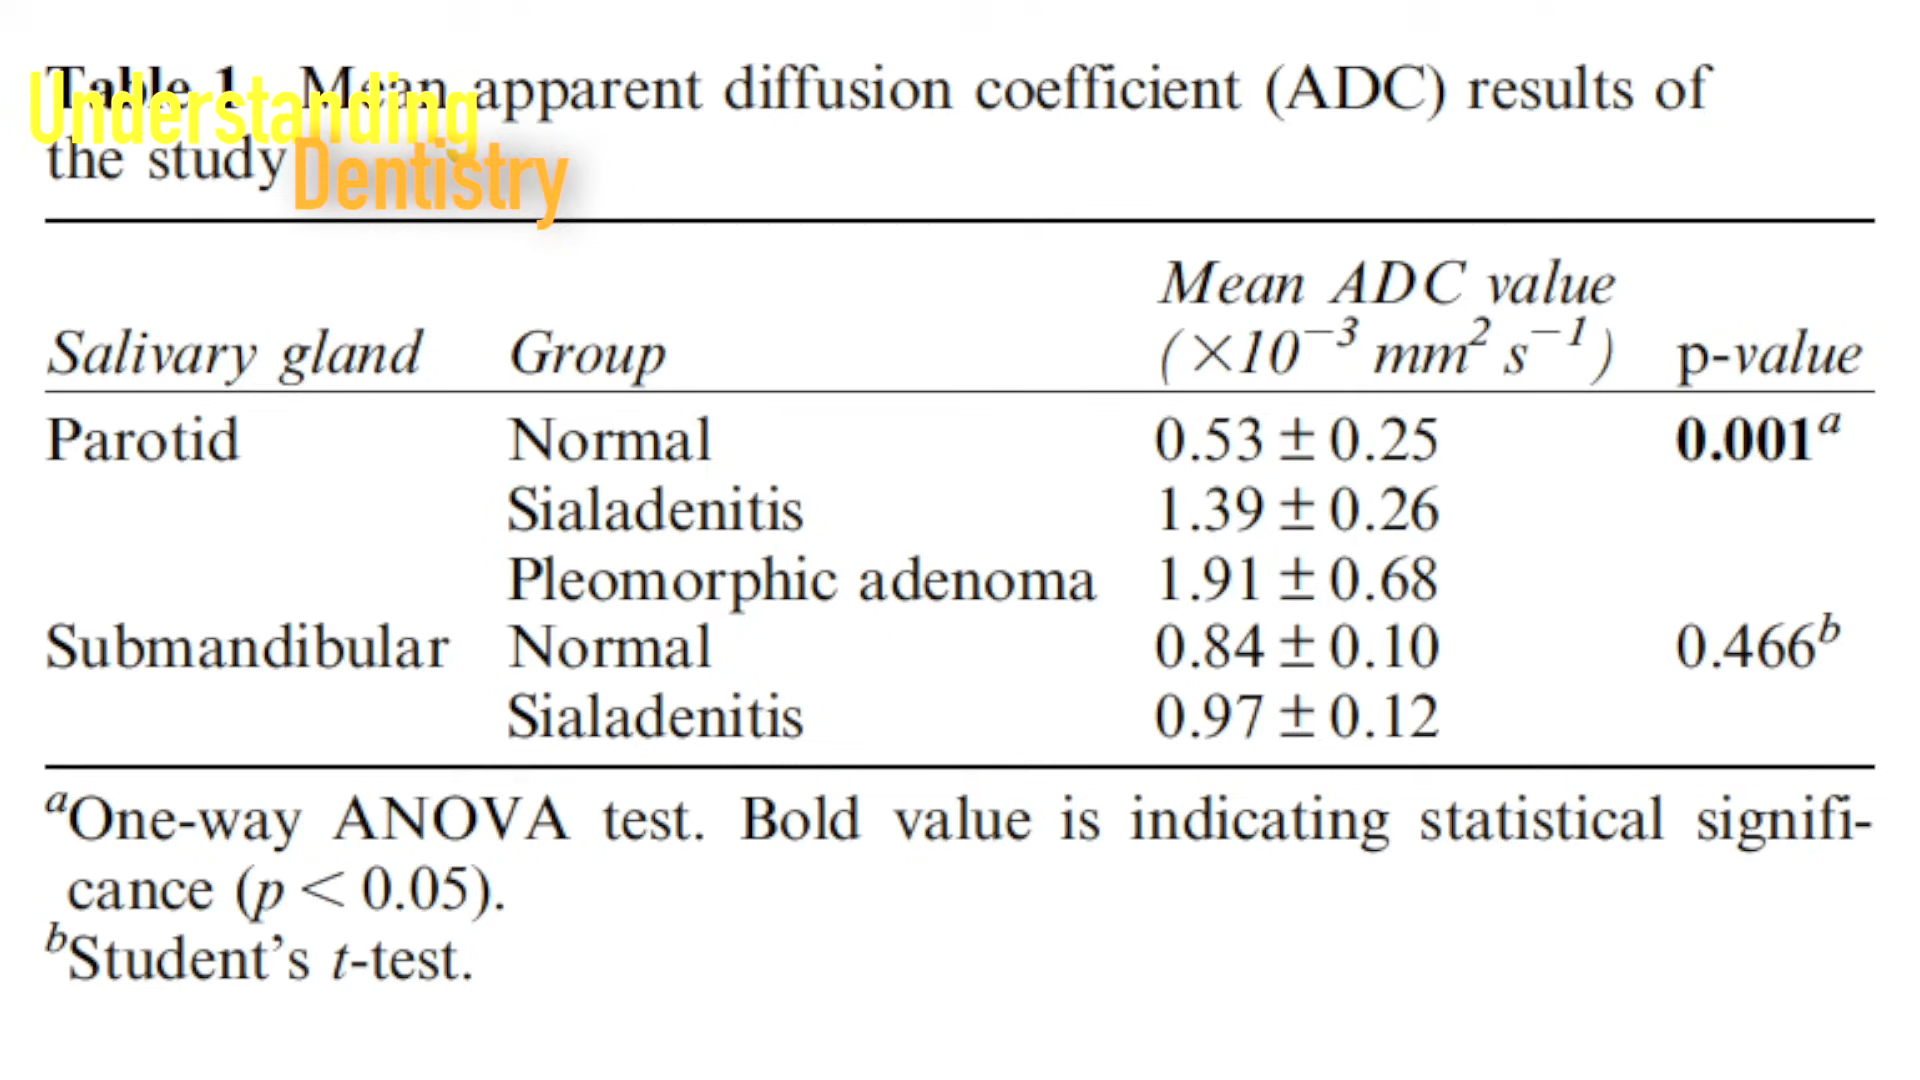 Table 1 Mean apparent diffusion coefficient (ADC) results of
the study
Understanding
Dentistry
Salivary gland Group Mean ADC value (×10⁻³ mm² s⁻¹) p-value
Parotid Normal 0.53 ± 0.25 0.001ᵃ
Sialadenitis 1.39 ± 0.26
Pleomorphic adenoma 1.91 ± 0.68
Submandibular Normal 0.84 ± 0.10 0.466ᵇ
Sialadenitis 0.97 ± 0.12
ᵃOne-way ANOVA test. Bold value is indicating statistical signifi-
cance (p < 0.05).
ᵇStudent's t-test.